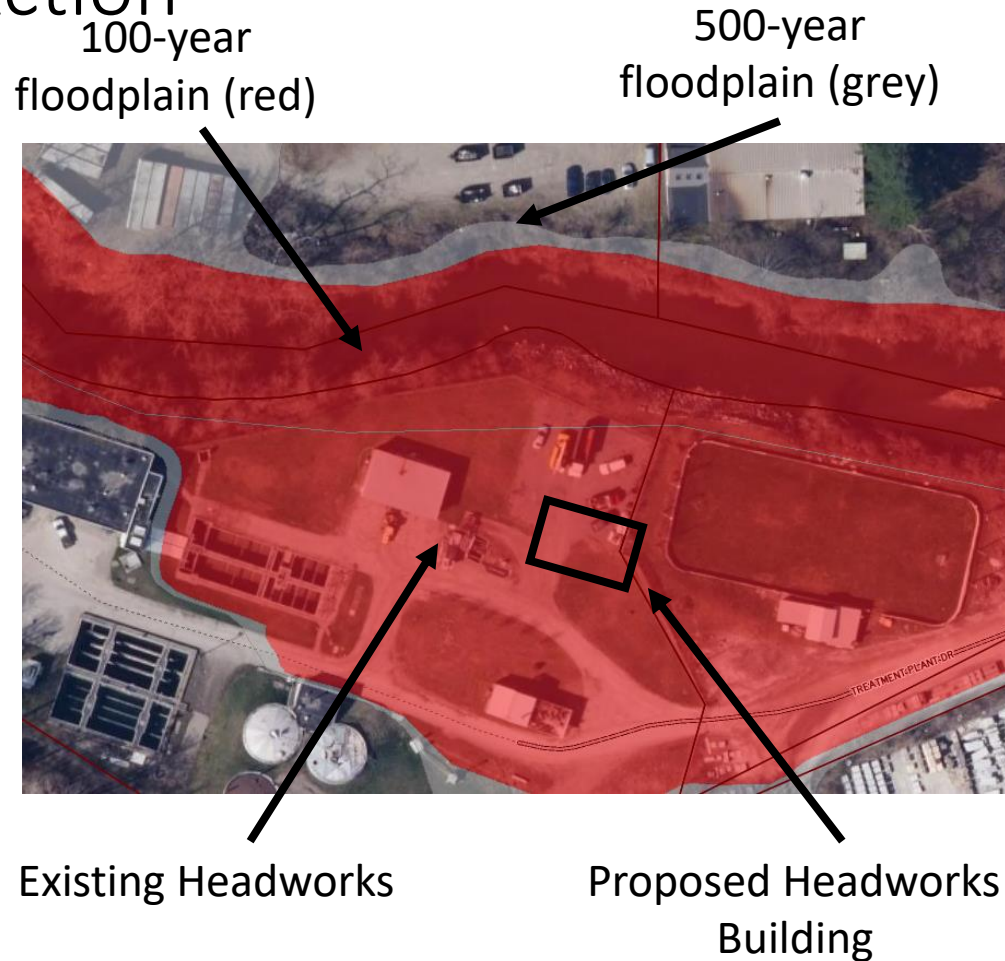 100-year
floodplain (red)
500-year
floodplain (grey)
TREATMENT PLANT DR
Existing Headworks
Proposed Headworks
Building